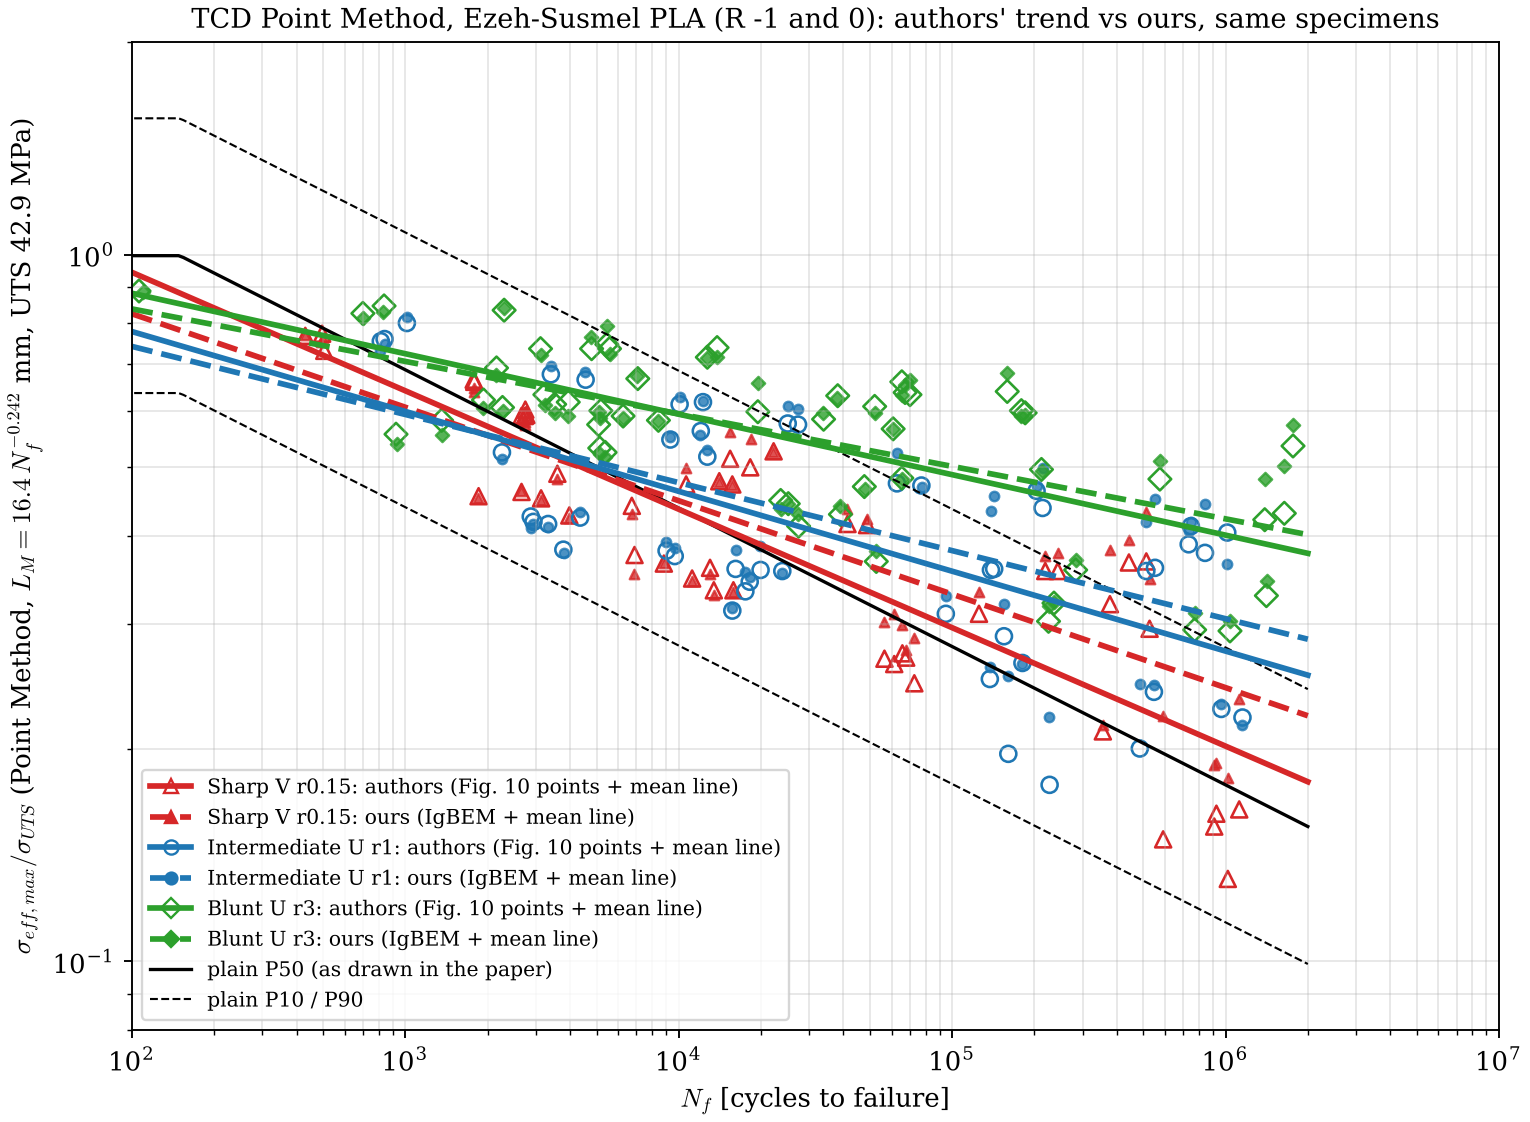 TCD Point Method, Ezeh-Susmel PLA (R -1 and 0): authors' trend vs ours, same specimens
σ_{eff,max}/σ_{UTS} (Point Method, L_M = 16.4 N_f^{-0.242} mm, UTS 42.9 MPa)
10^0
10^{-1}
Sharp V r0.15: authors (Fig. 10 points + mean line)
Sharp V r0.15: ours (IgBEM + mean line)
Intermediate U r1: authors (Fig. 10 points + mean line)
Intermediate U r1: ours (IgBEM + mean line)
Blunt U r3: authors (Fig. 10 points + mean line)
Blunt U r3: ours (IgBEM + mean line)
plain P50 (as drawn in the paper)
plain P10 / P90
10^2 10^3 10^4 10^5 10^6 10^7
N_f [cycles to failure]